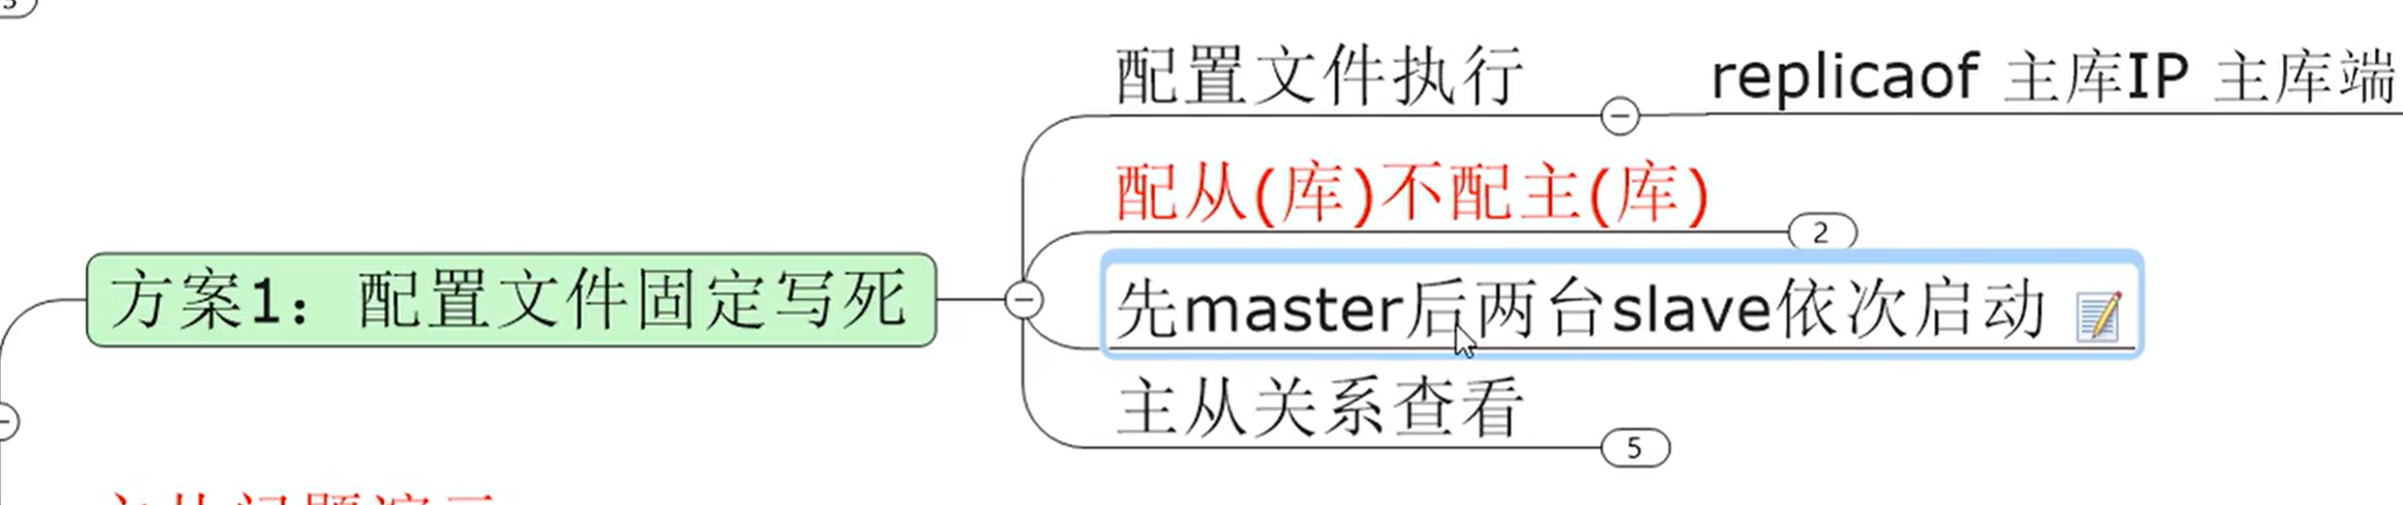 配置文件执行
replicaof 主库IP 主库端
配从(库)不配主(库)
2
方案1：配置文件固定写死
先master后两台slave依次启动
主从关系查看
5